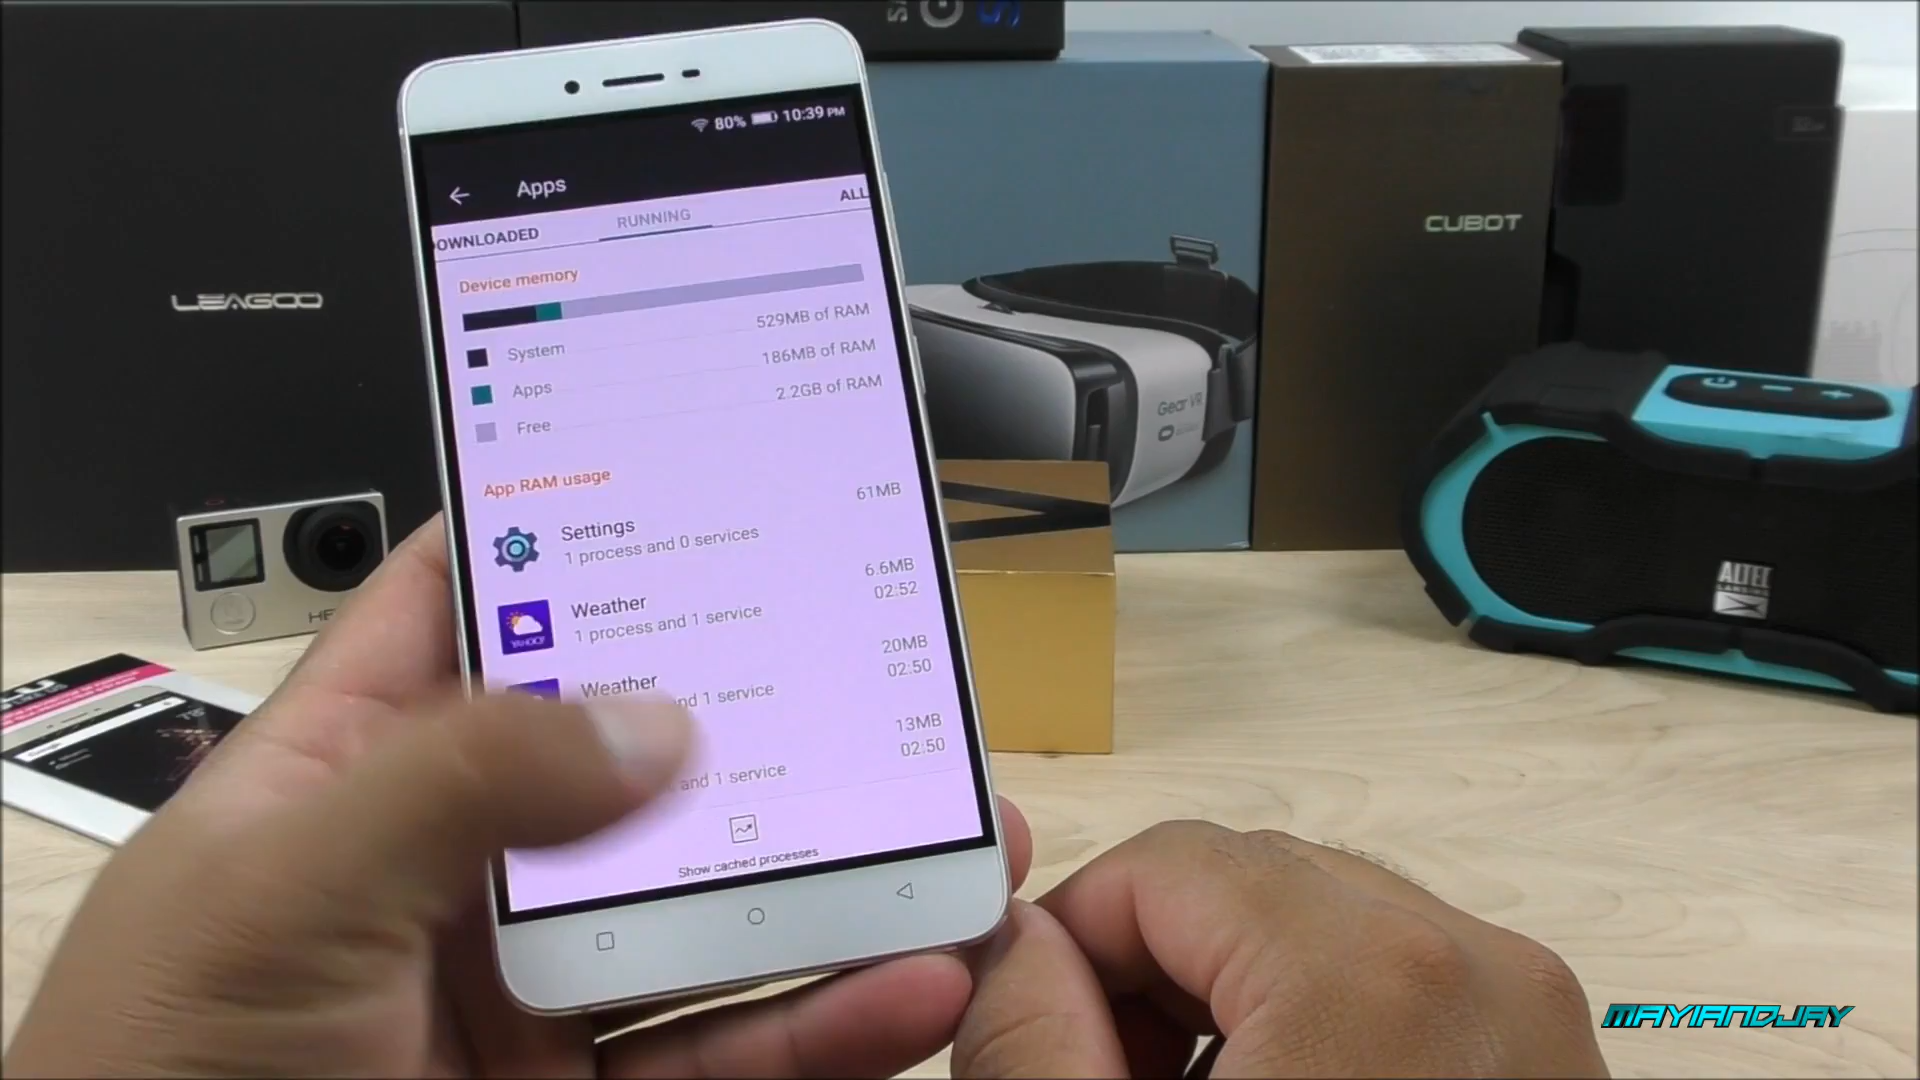 80% 10:39 PM
Apps
OWNLOADED RUNNING ALL
Device memory
System 529MB of RAM
Apps 186MB of RAM
Free 2.2GB of RAM
App RAM usage
Settings 61MB
1 process and 0 services
Weather 6.6MB
1 process and 1 service 02:52
YAHOO!
Weather 20MB
and 1 service 02:50
13MB
and 1 service 02:50
Show cached processes
LEAGOO
Gear VR
CUBOT
ALTEC
LANSING
HE
MAYIANDJAY